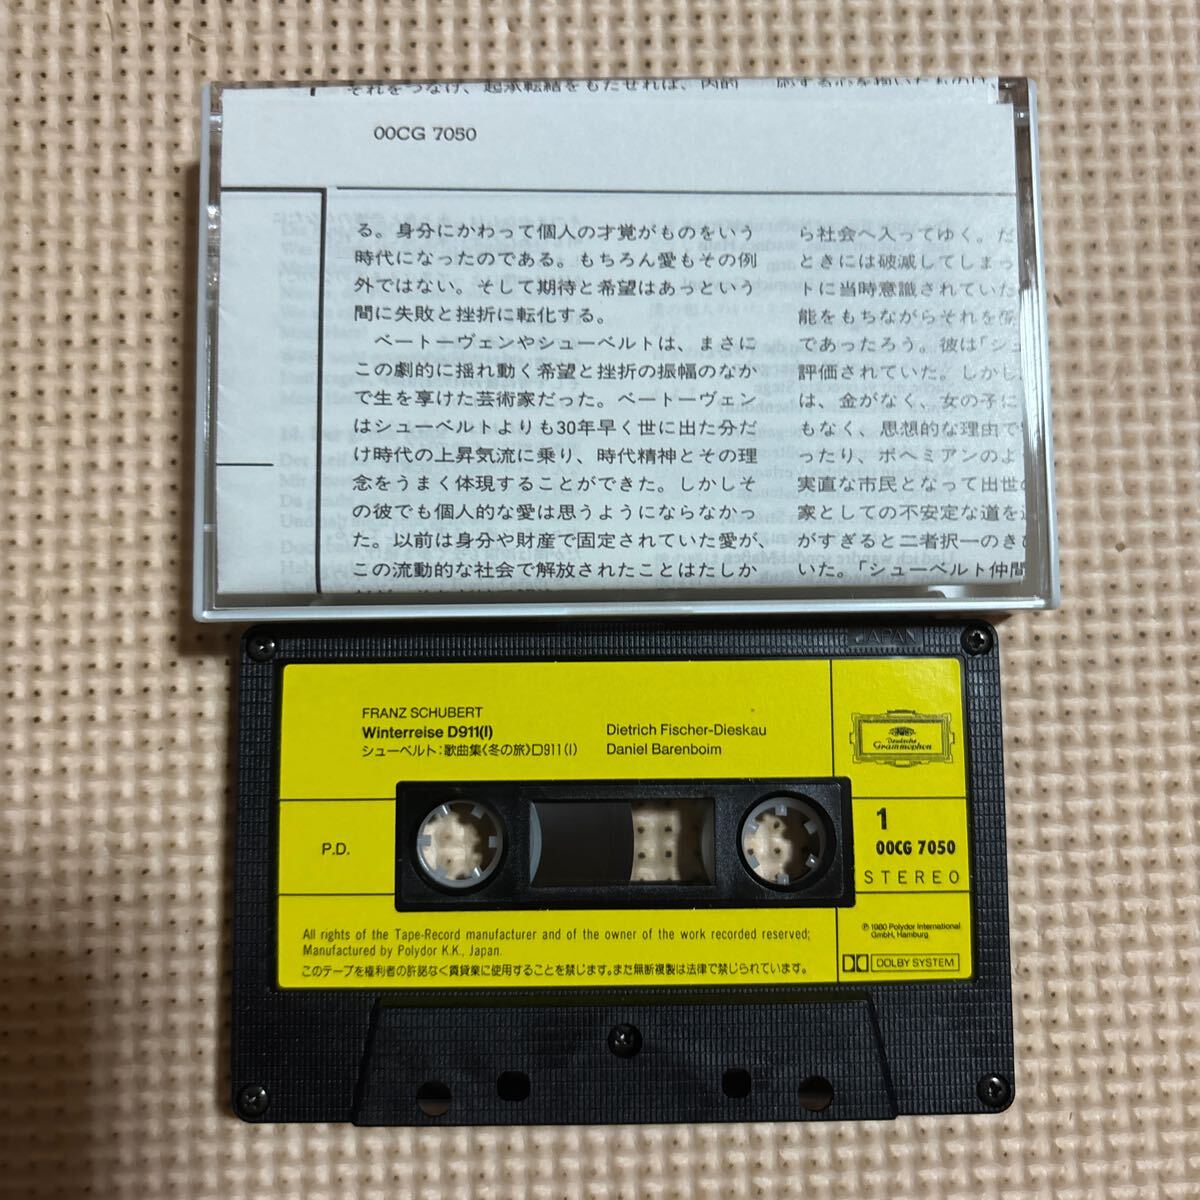 それをつなげ、起承転結をもたせれば、内的
00CG 7050
る。身分にかわって個人の才覚がものをいう
時代になったのである。もちろん愛もその例
外ではない。そして期待と希望はあっという
間に失敗と挫折に転化する。
ベートーヴェンやシューベルトは、まさに
この劇的に揺れ動く希望と挫折の振幅のなか
で生を享けた芸術家だった。ベートーヴェン
はシューベルトよりも30年早く世に出た分だ
け時代の上昇気流に乗り、時代精神とその理
念をうまく体現することができた。しかしそ
の彼でも個人的な愛は思うようにならなかっ
た。以前は身分や財産で固定されていた愛が、
この流動的な社会で解放されたことはたしか
ら社会へ入ってゆく。だ
ときには破滅してしまっ
トに当時意識されていた
能をもちながらそれを
であったろう。彼は「シュ
評価されていた。しかし、
は、金がなく、女の子に
もなく、思想的な理由で
ったり、ボヘミアンのよ
実直な市民となって出世
家としての不安定な道を
がすぎると二者択一のき
いた。「シューベルト仲間
JAPAN
FRANZ SCHUBERT
Winterreise D911(I)
シューベルト:歌曲集〈冬の旅〉D911(I)
Dietrich Fischer-Dieskau
Daniel Barenboim
Deutsche
Grammophon
P.D.
1
00CG 7050
STEREO
All rights of the Tape-Record manufacturer and of the owner of the work recorded reserved;
Manufactured by Polydor K.K., Japan.
このテープを権利者の許諾なく賃貸業に使用することを禁じます。また無断複製は法律で禁じられています。
℗ 1980 Polydor International
GmbH, Hamburg
DOLBY SYSTEM